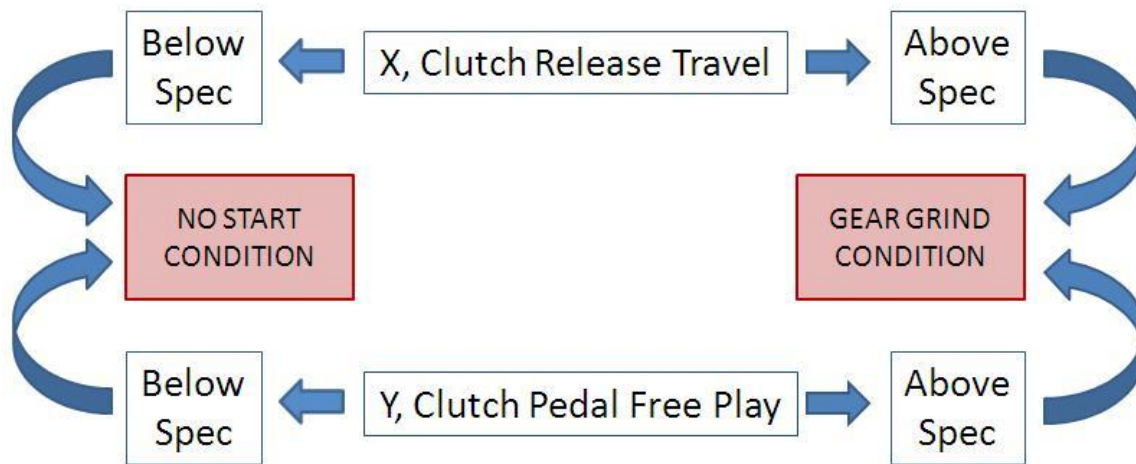 Below
Spec
X, Clutch Release Travel
Above
Spec
NO START
CONDITION
GEAR GRIND
CONDITION
Below
Spec
Y, Clutch Pedal Free Play
Above
Spec